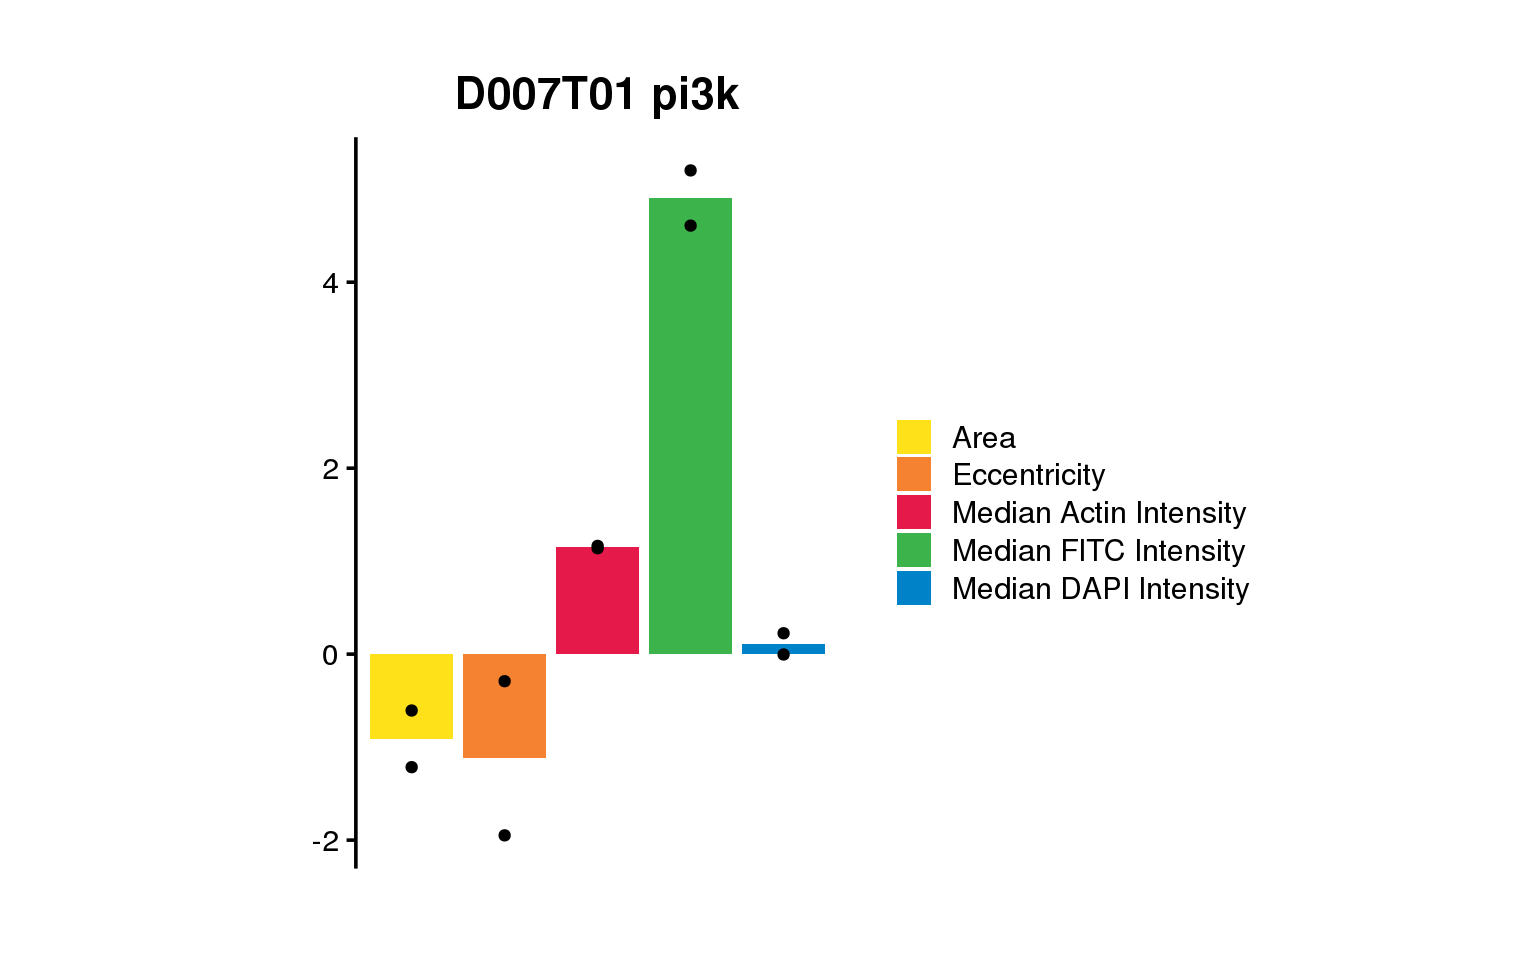 D007T01 pi3k
4
2
0
-2
Area
Eccentricity
Median Actin Intensity
Median FITC Intensity
Median DAPI Intensity